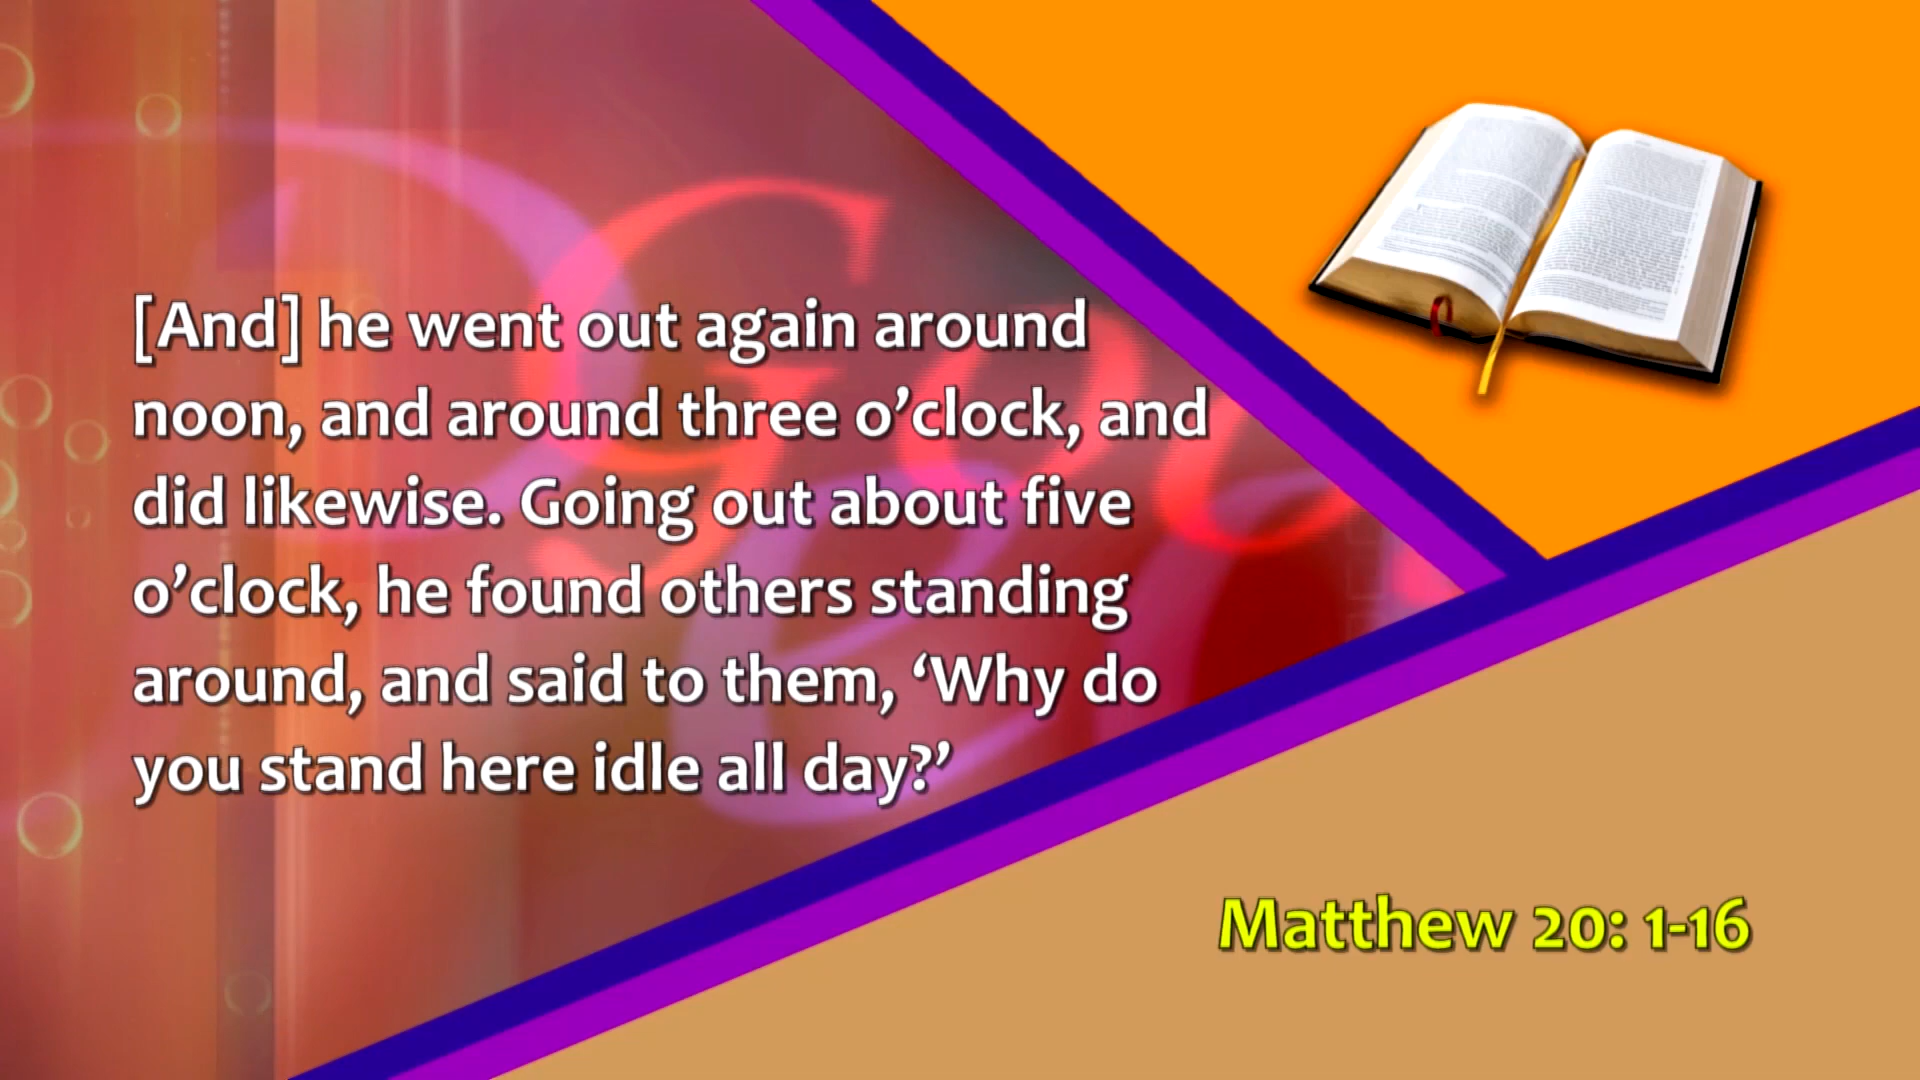 [And] he went out again around
noon, and around three o’clock, and
did likewise. Going out about five
o’clock, he found others standing
around, and said to them, ‘Why do
you stand here idle all day?’
Matthew 20: 1-16